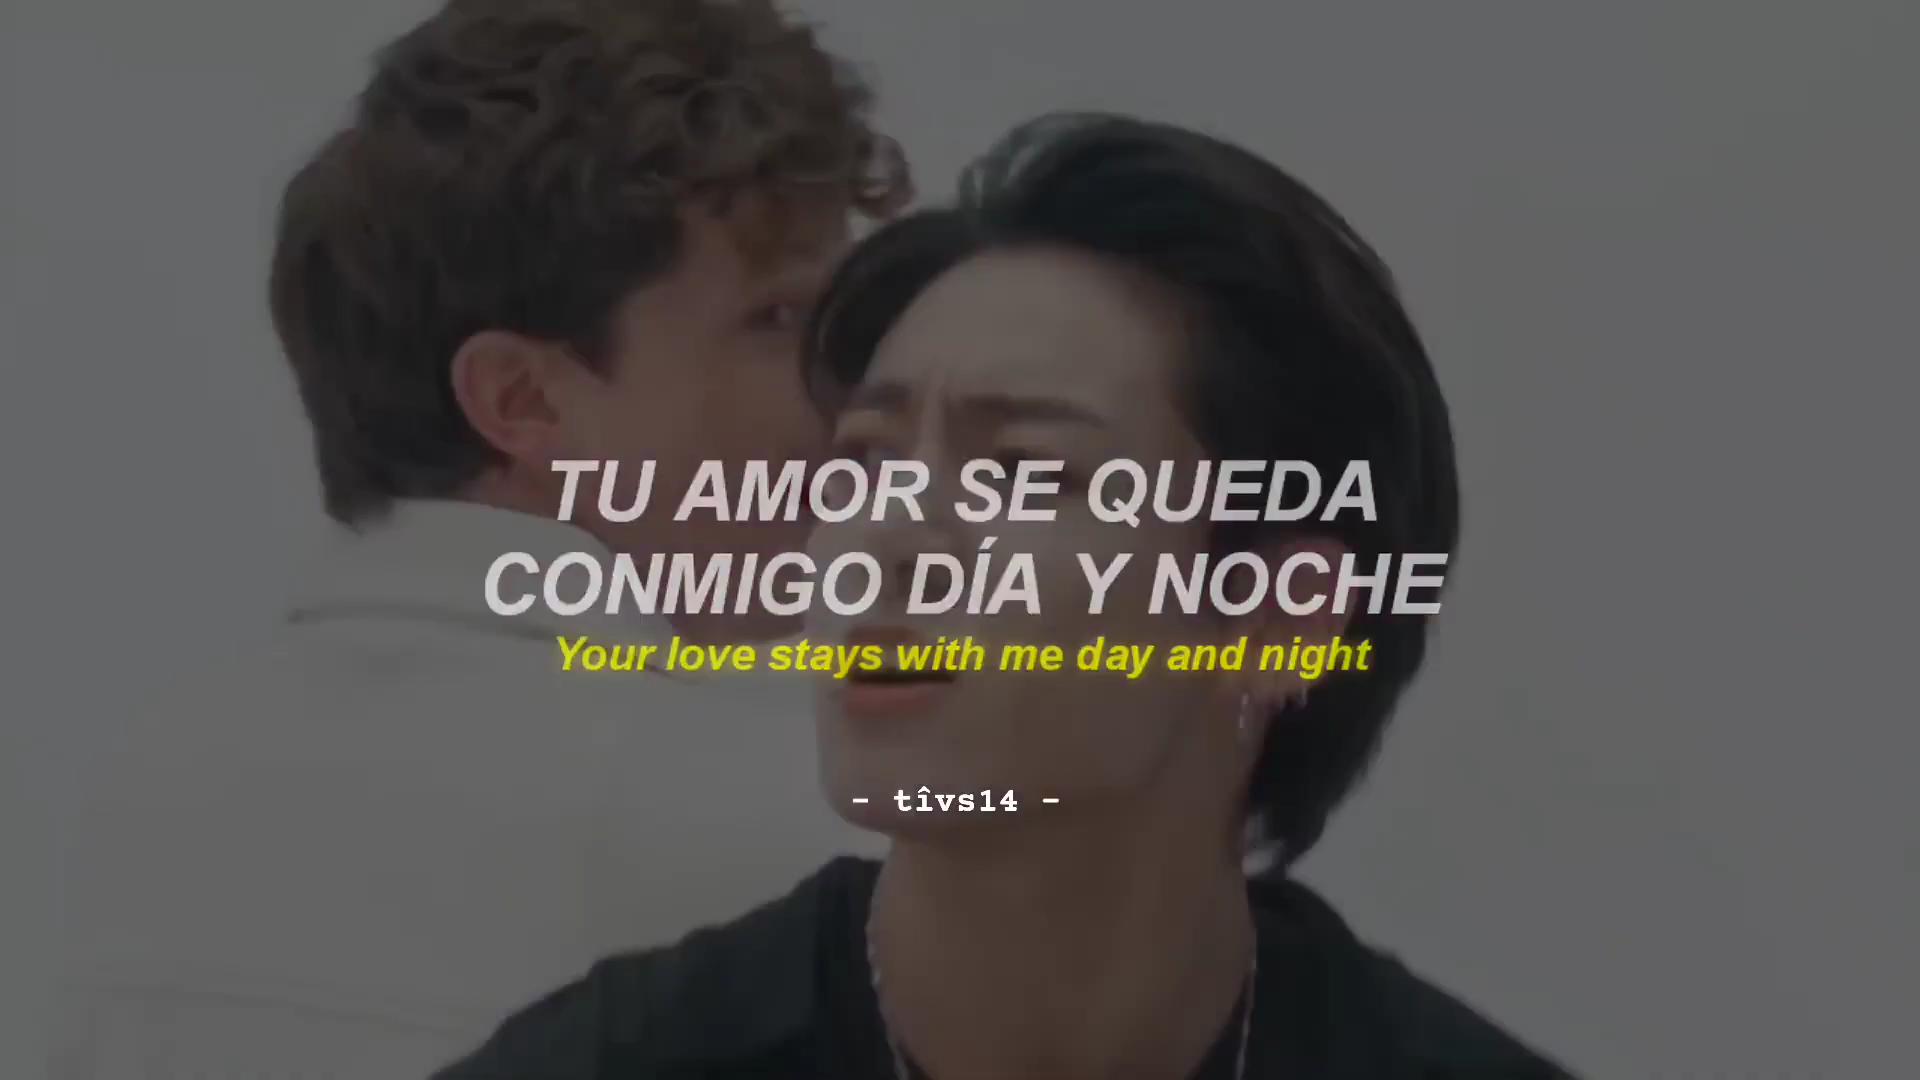 TU AMOR SE QUEDA
CONMIGO DÍA Y NOCHE
Your love stays with me day and night
- tîvs14 -